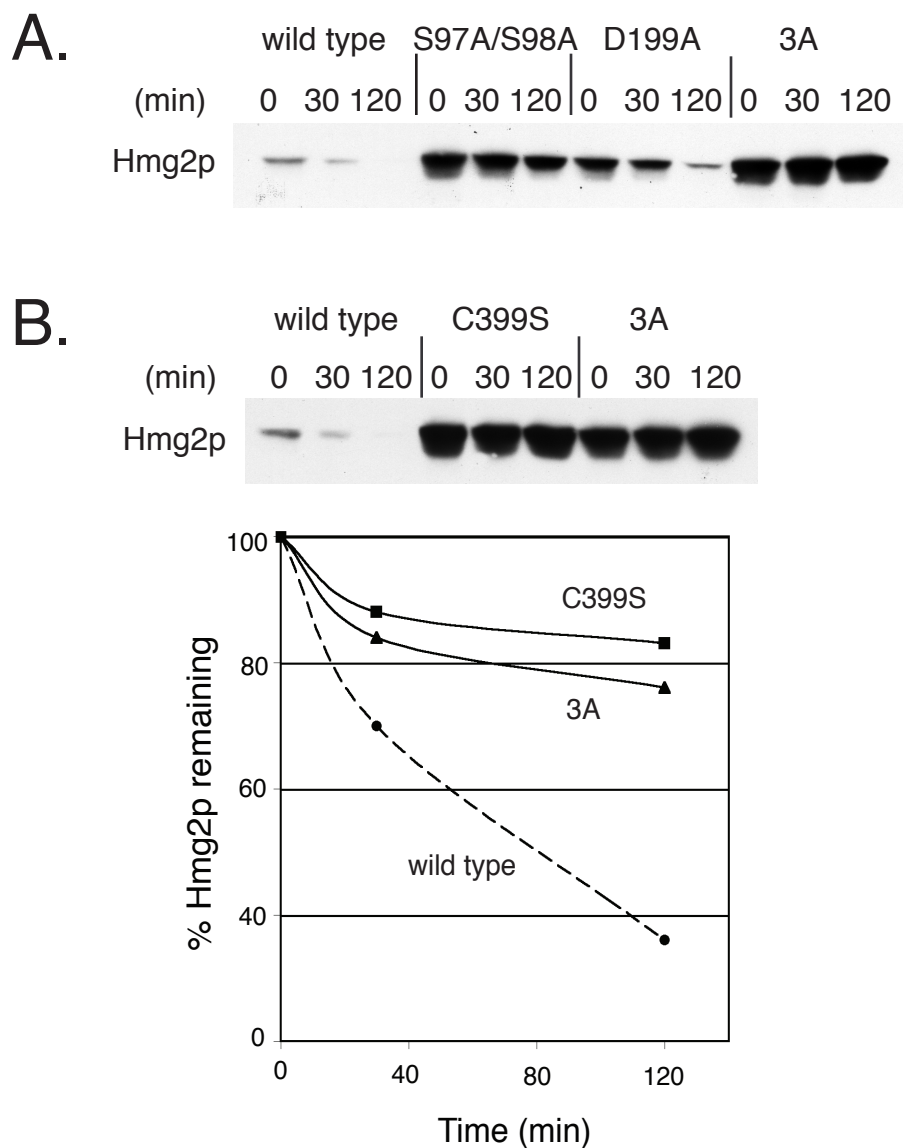 A.
wild type S97A/S98A D199A 3A
(min) 0 30 120 0 30 120 0 30 120 0 30 120
Hmg2p
B.
wild type C399S 3A
(min) 0 30 120 0 30 120 0 30 120
Hmg2p
100
C399S
80
3A
60
wild type
40
0
% Hmg2p remaining
0 40 80 120
Time (min)